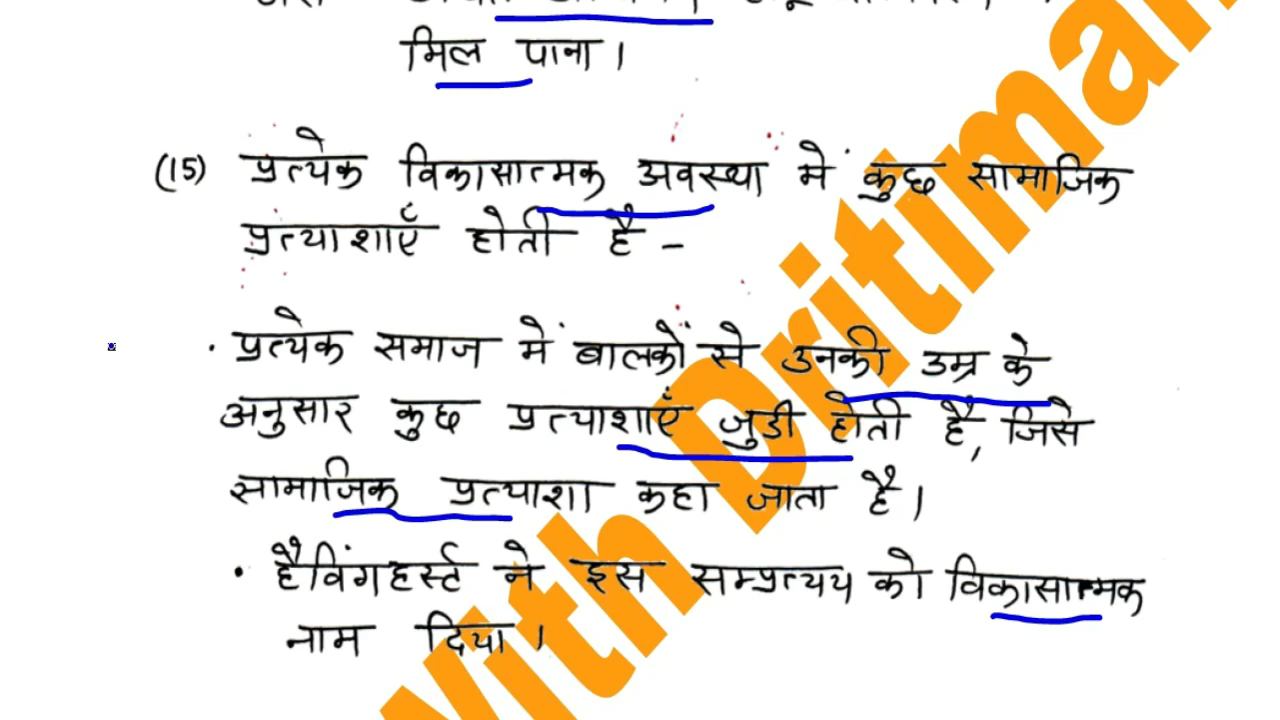 मिल पाना।
(15) प्रत्येक विकासात्मक अवस्था में कुछ सामाजिक
प्रत्याशाएँ होती है -
· प्रत्येक समाज में बालकों से उनकी उम्र के
अनुसार कुछ प्रत्याशाएँ जुडी होती है, जिसे
सामाजिक प्रत्याशा कहा जाता है।
· हैविंगहर्स्ट ने इस सम्प्रत्यय को विकासात्मक
नाम दिया।
With Dritiman